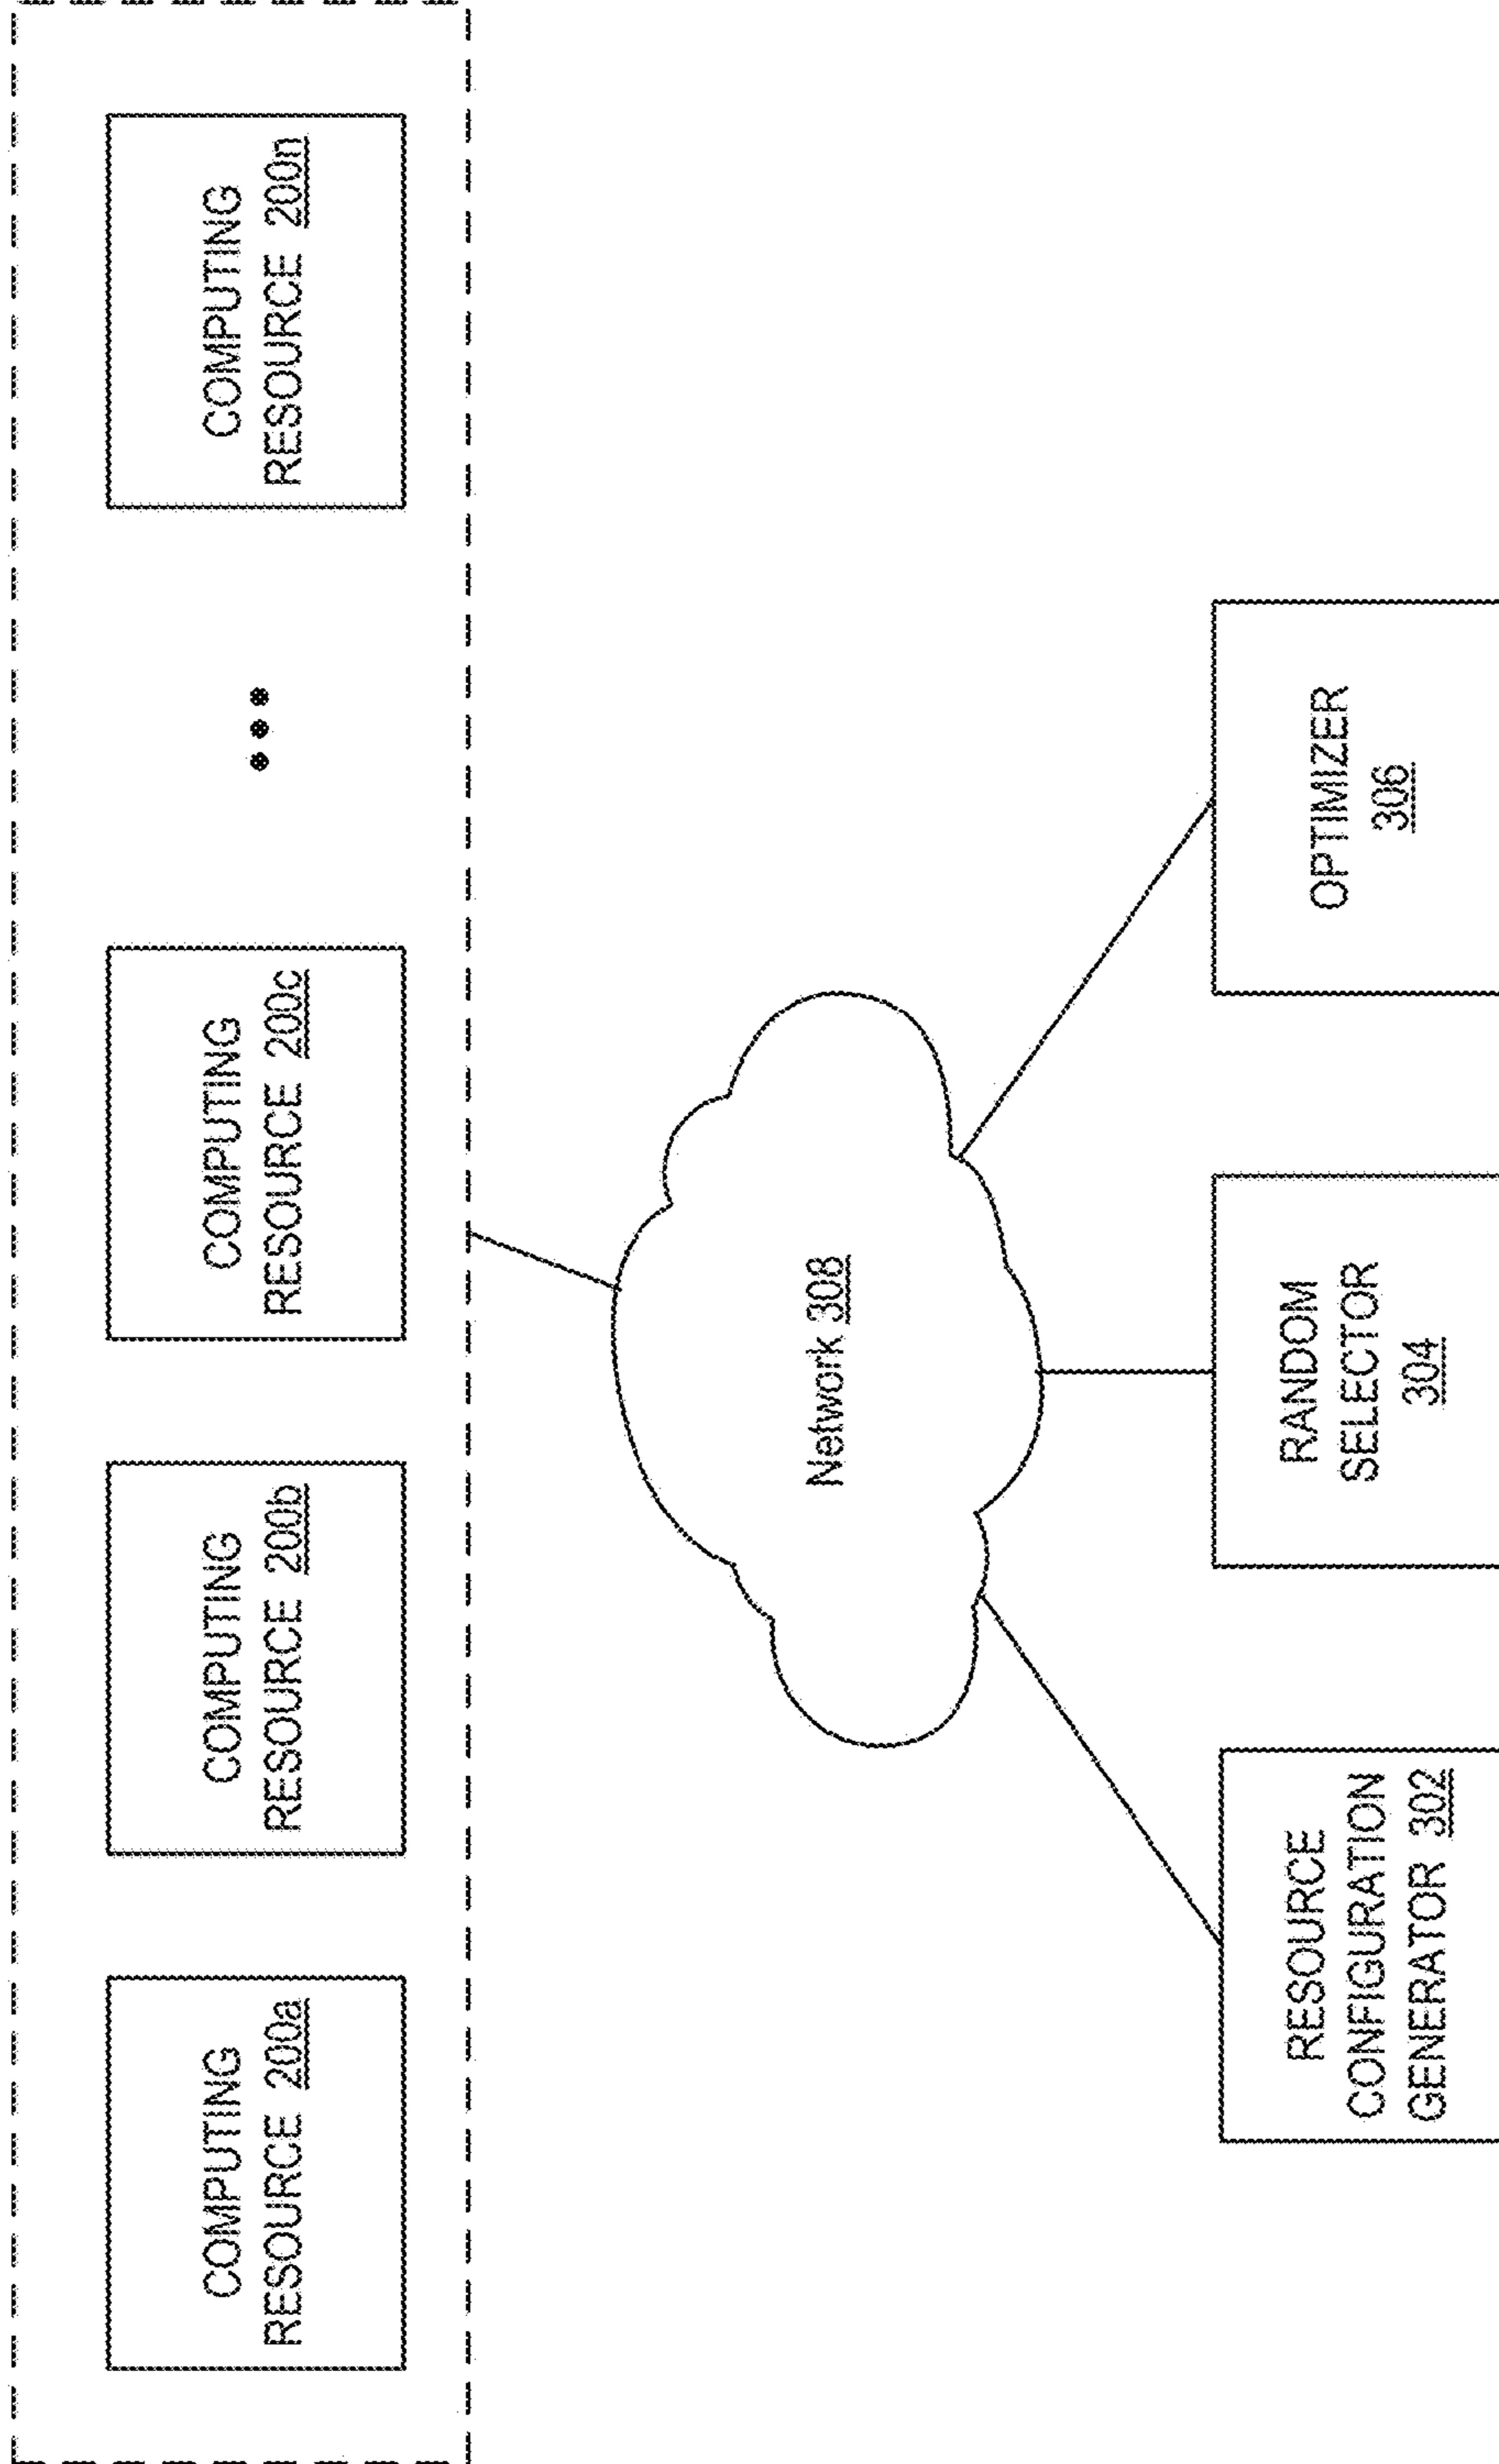 COMPUTING
RESOURCE 200a
COMPUTING
RESOURCE 200b
COMPUTING
RESOURCE 200c
COMPUTING
RESOURCE 200n
Network 308
RESOURCE
CONFIGURATION
GENERATOR 302
RANDOM
SELECTOR
304
OPTIMIZER
306